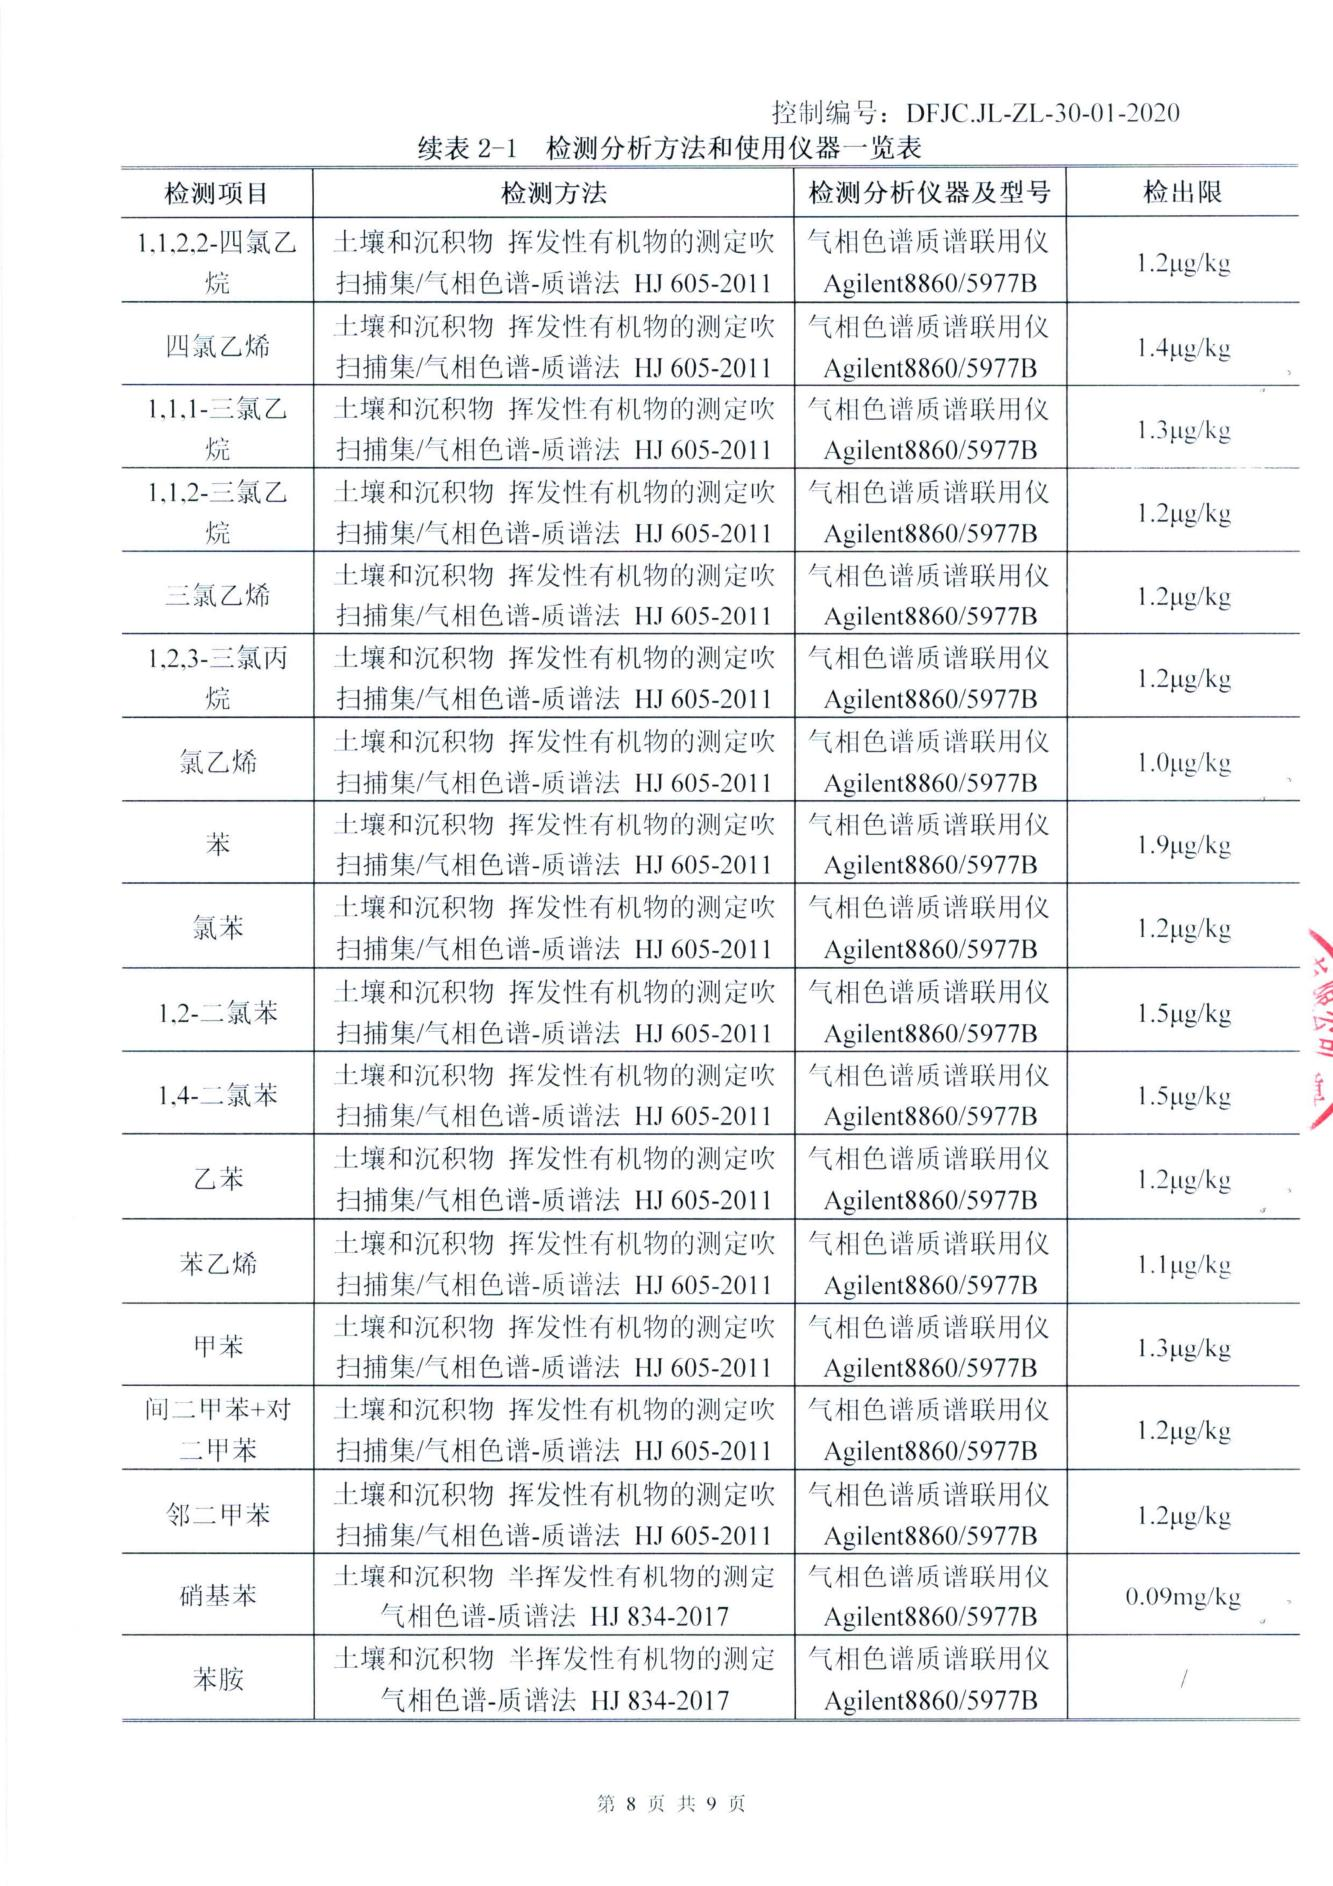 控制编号：DFJC.JL-ZL-30-01-2020
续表 2-1 检测分析方法和使用仪器一览表
检测项目 检测方法 检测分析仪器及型号 检出限
1,1,2,2-四氯乙 土壤和沉积物 挥发性有机物的测定吹 气相色谱质谱联用仪 1.2μg/kg
烷 扫捕集/气相色谱-质谱法 HJ 605-2011 Agilent8860/5977B
四氯乙烯 土壤和沉积物 挥发性有机物的测定吹 气相色谱质谱联用仪 1.4μg/kg
扫捕集/气相色谱-质谱法 HJ 605-2011 Agilent8860/5977B
1,1,1-三氯乙 土壤和沉积物 挥发性有机物的测定吹 气相色谱质谱联用仪 1.3μg/kg
烷 扫捕集/气相色谱-质谱法 HJ 605-2011 Agilent8860/5977B
1,1,2-三氯乙 土壤和沉积物 挥发性有机物的测定吹 气相色谱质谱联用仪 1.2μg/kg
烷 扫捕集/气相色谱-质谱法 HJ 605-2011 Agilent8860/5977B
三氯乙烯 土壤和沉积物 挥发性有机物的测定吹 气相色谱质谱联用仪 1.2μg/kg
扫捕集/气相色谱-质谱法 HJ 605-2011 Agilent8860/5977B
1,2,3-三氯丙 土壤和沉积物 挥发性有机物的测定吹 气相色谱质谱联用仪 1.2μg/kg
烷 扫捕集/气相色谱-质谱法 HJ 605-2011 Agilent8860/5977B
氯乙烯 土壤和沉积物 挥发性有机物的测定吹 气相色谱质谱联用仪 1.0μg/kg
扫捕集/气相色谱-质谱法 HJ 605-2011 Agilent8860/5977B
苯 土壤和沉积物 挥发性有机物的测定吹 气相色谱质谱联用仪 1.9μg/kg
扫捕集/气相色谱-质谱法 HJ 605-2011 Agilent8860/5977B
氯苯 土壤和沉积物 挥发性有机物的测定吹 气相色谱质谱联用仪 1.2μg/kg
扫捕集/气相色谱-质谱法 HJ 605-2011 Agilent8860/5977B
1,2-二氯苯 土壤和沉积物 挥发性有机物的测定吹 气相色谱质谱联用仪 1.5μg/kg
扫捕集/气相色谱-质谱法 HJ 605-2011 Agilent8860/5977B
1,4-二氯苯 土壤和沉积物 挥发性有机物的测定吹 气相色谱质谱联用仪 1.5μg/kg
扫捕集/气相色谱-质谱法 HJ 605-2011 Agilent8860/5977B
乙苯 土壤和沉积物 挥发性有机物的测定吹 气相色谱质谱联用仪 1.2μg/kg
扫捕集/气相色谱-质谱法 HJ 605-2011 Agilent8860/5977B
苯乙烯 土壤和沉积物 挥发性有机物的测定吹 气相色谱质谱联用仪 1.1μg/kg
扫捕集/气相色谱-质谱法 HJ 605-2011 Agilent8860/5977B
甲苯 土壤和沉积物 挥发性有机物的测定吹 气相色谱质谱联用仪 1.3μg/kg
扫捕集/气相色谱-质谱法 HJ 605-2011 Agilent8860/5977B
间二甲苯+对 土壤和沉积物 挥发性有机物的测定吹 气相色谱质谱联用仪 1.2μg/kg
二甲苯 扫捕集/气相色谱-质谱法 HJ 605-2011 Agilent8860/5977B
邻二甲苯 土壤和沉积物 挥发性有机物的测定吹 气相色谱质谱联用仪 1.2μg/kg
扫捕集/气相色谱-质谱法 HJ 605-2011 Agilent8860/5977B
硝基苯 土壤和沉积物 半挥发性有机物的测定 气相色谱质谱联用仪 0.09mg/kg
气相色谱-质谱法 HJ 834-2017 Agilent8860/5977B
苯胺 土壤和沉积物 半挥发性有机物的测定 气相色谱质谱联用仪 /
气相色谱-质谱法 HJ 834-2017 Agilent8860/5977B
第 8 页 共 9 页